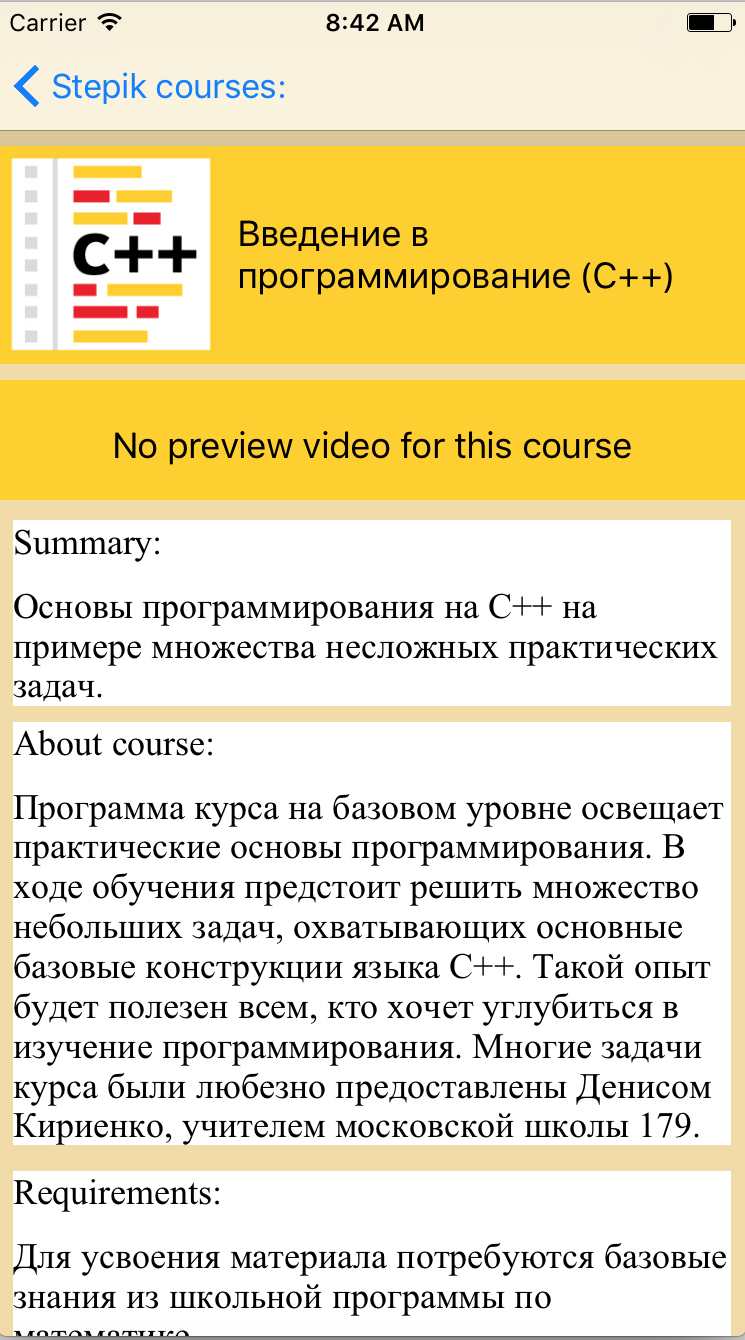 Carrier 8:42 AM
Stepik courses:
C++
Введение в
программирование (C++)
No preview video for this course
Summary:
Основы программирования на C++ на
примере множества несложных практических
задач.
About course:
Программа курса на базовом уровне освещает
практические основы программирования. В
ходе обучения предстоит решить множество
небольших задач, охватывающих основные
базовые конструкции языка C++. Такой опыт
будет полезен всем, кто хочет углубиться в
изучение программирования. Многие задачи
курса были любезно предоставлены Денисом
Кириенко, учителем московской школы 179.
Requirements:
Для усвоения материала потребуются базовые
знания из школьной программы по
математике